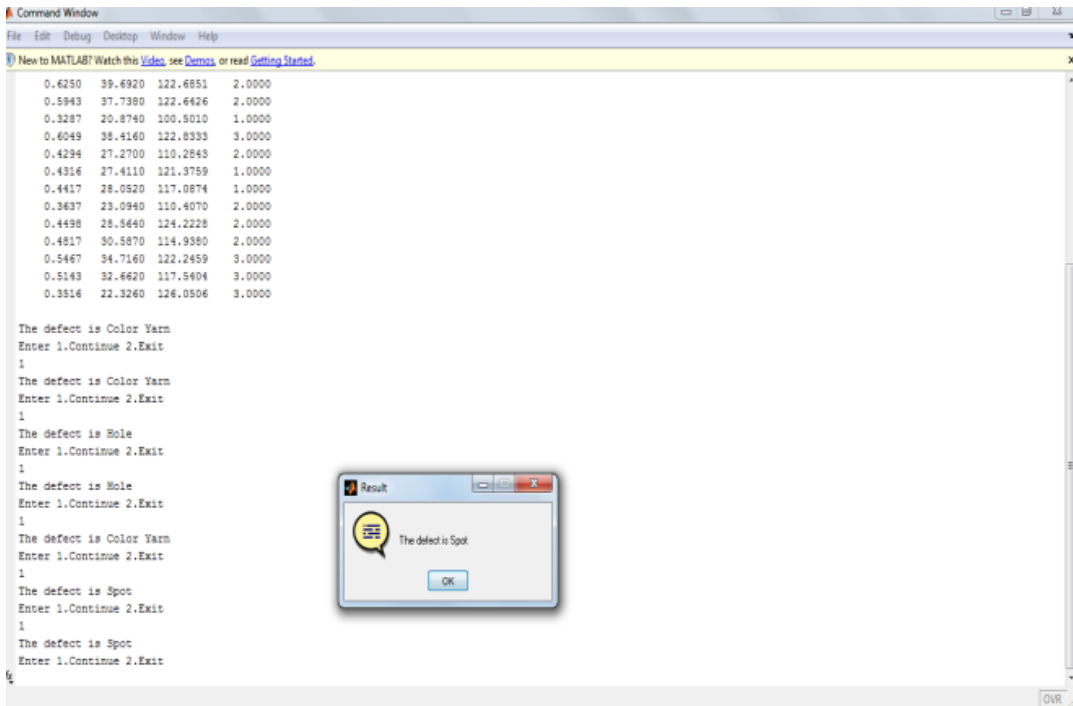 Command Window
File Edit Debug Desktop Window Help
New to MATLAB? Watch this Video, see Demos, or read Getting Started.
0.6250 39.6920 122.6851 2.0000
0.5943 37.7380 122.6426 2.0000
0.3287 20.8740 100.5010 1.0000
0.6049 38.4160 122.8333 3.0000
0.4294 27.2700 110.2843 2.0000
0.4316 27.4110 121.3759 1.0000
0.4417 28.0520 117.0874 1.0000
0.3637 23.0940 110.4070 2.0000
0.4498 28.5640 124.2228 2.0000
0.4817 30.5870 114.9380 2.0000
0.5467 34.7160 122.2459 3.0000
0.5143 32.6620 117.5404 3.0000
0.3516 22.3260 126.0506 3.0000
The defect is Color Yarn
Enter 1.Continue 2.Exit
1
The defect is Color Yarn
Enter 1.Continue 2.Exit
1
The defect is Hole
Enter 1.Continue 2.Exit
1
The defect is Hole
Enter 1.Continue 2.Exit
1
The defect is Color Yarn
Enter 1.Continue 2.Exit
1
The defect is Spot
Enter 1.Continue 2.Exit
1
The defect is Spot
Enter 1.Continue 2.Exit
fx
Result
The defect is Spot
OK
OVR